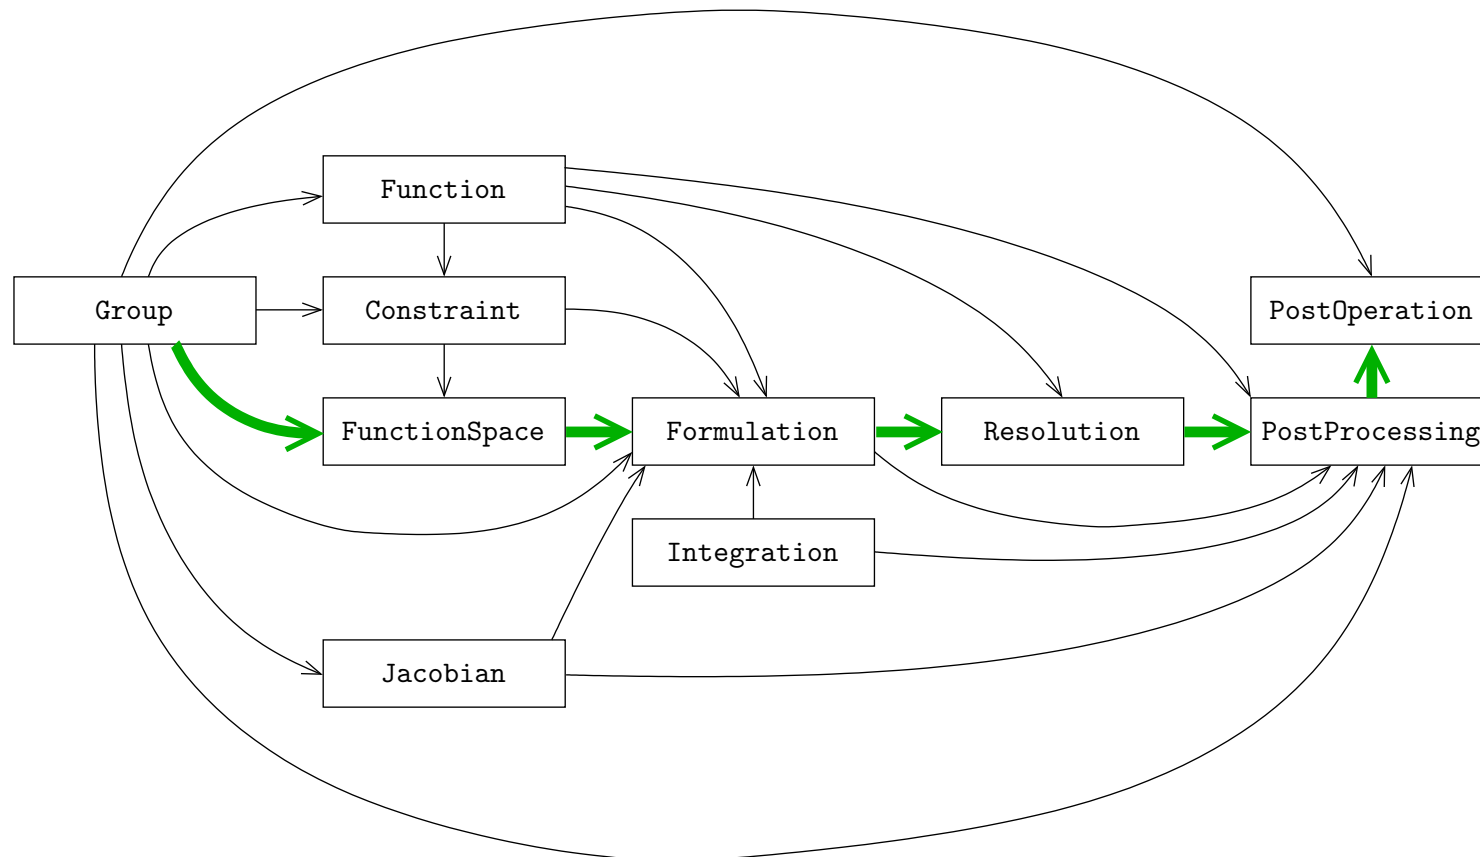 Function
Group
Constraint
PostOperation
FunctionSpace
Formulation
Resolution
PostProcessing
Integration
Jacobian